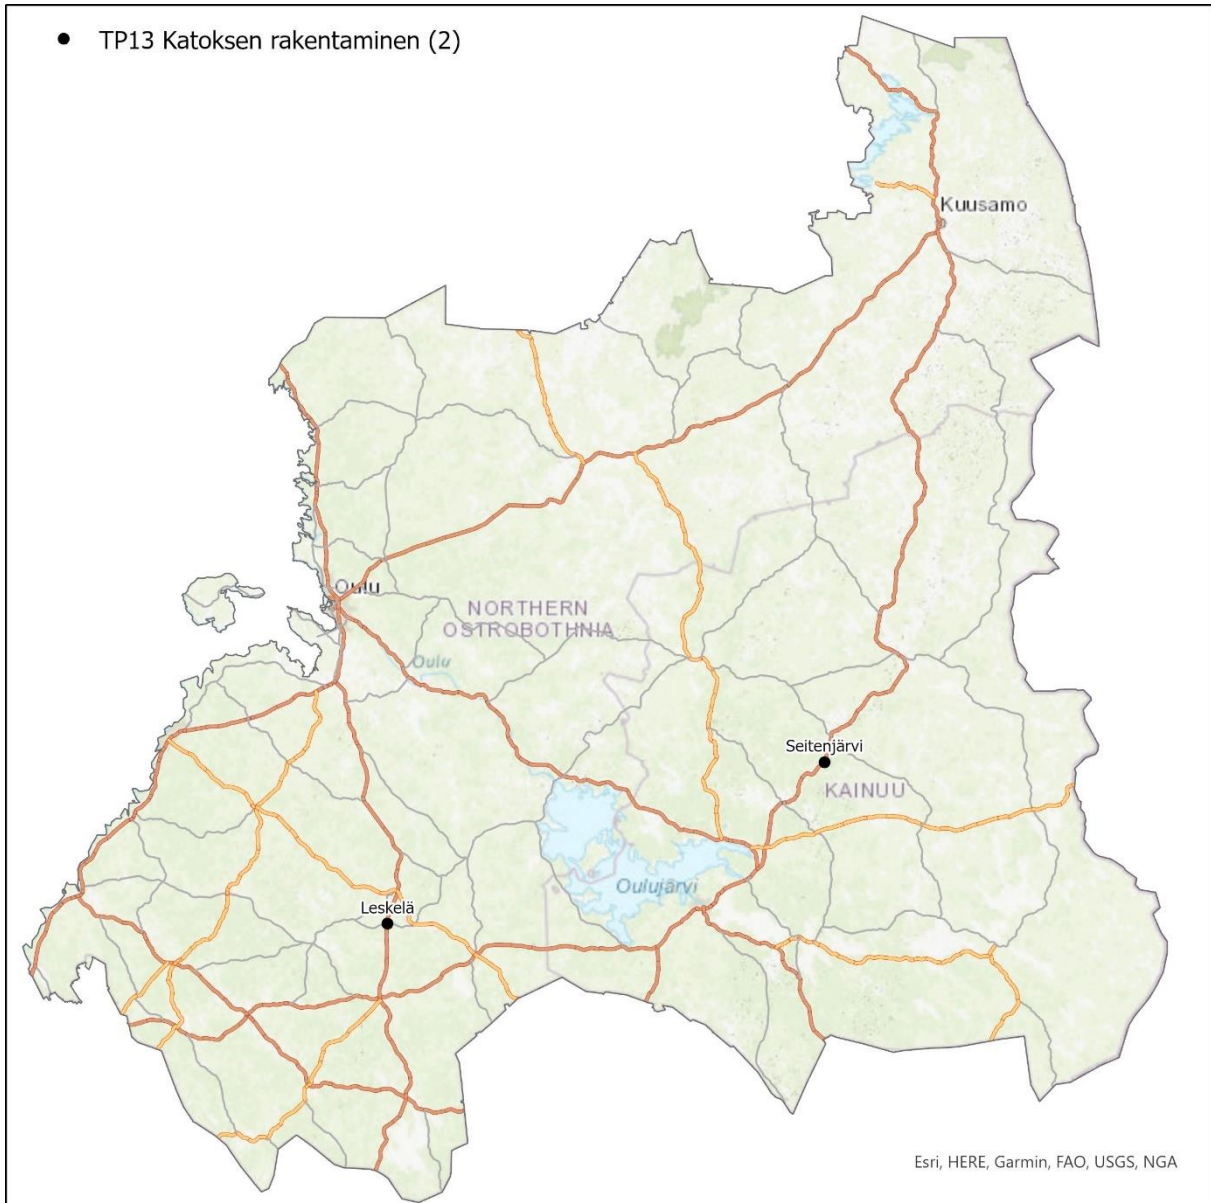 TP13 Katoksen rakentaminen (2)
Kuusamo
Oulu
NORTHERN
OSTROBOTHNIA
Oulu
Seitenjärvi
KAINUU
Oulujärvi
Leskelä
Esri, HERE, Garmin, FAO, USGS, NGA